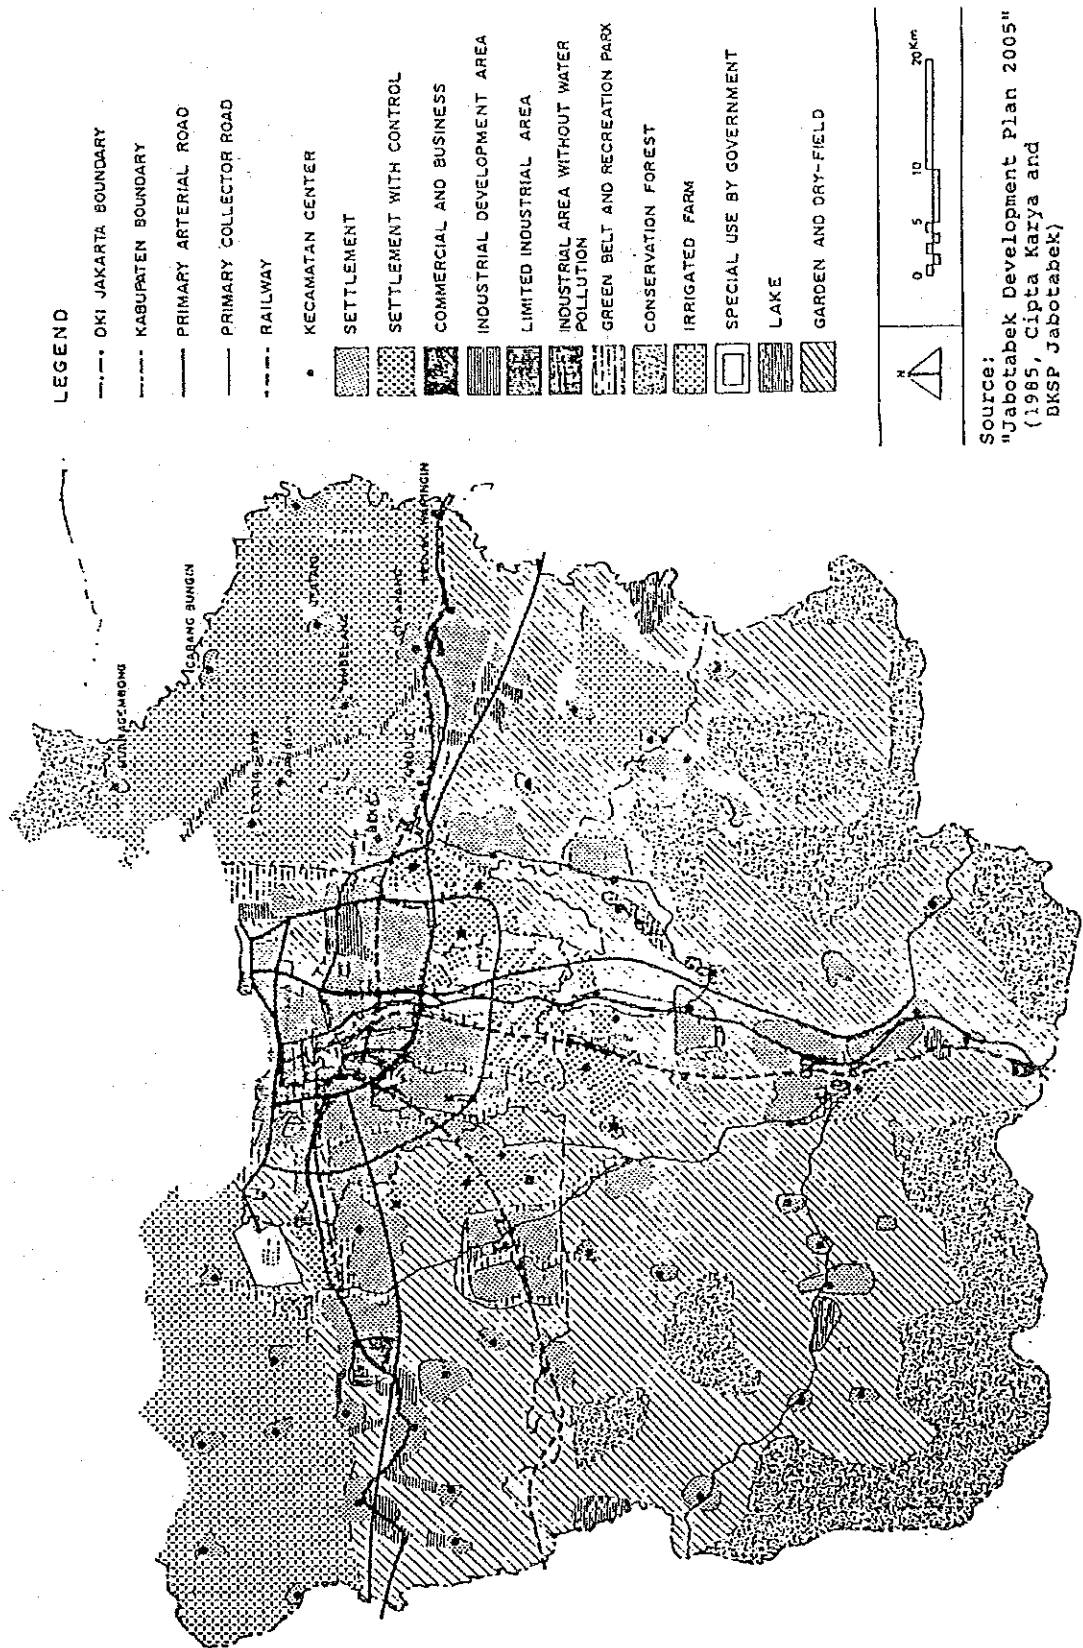 LEGEND
DKI JAKARTA BOUNDARY
KABUPATEN BOUNDARY
PRIMARY ARTERIAL ROAD
PRIMARY COLLECTOR ROAD
RAILWAY
KECAMATAN CENTER
SETTLEMENT
SETTLEMENT WITH CONTROL
COMMERCIAL AND BUSINESS
INDUSTRIAL DEVELOPMENT AREA
LIMITED INDUSTRIAL AREA
INDUSTRIAL AREA WITHOUT WATER
POLLUTION
GREEN BELT AND RECREATION PARK
CONSERVATION FOREST
IRRIGATED FARM
SPECIAL USE BY GOVERNMENT
LAKE
GARDEN AND DRY-FIELD
N
0 5 10 20Km
Source:
"Jabotabek Development Plan 2005"
(1985, Cipta Karya and
BKSP Jabotabek)
CABANG BUNGIN